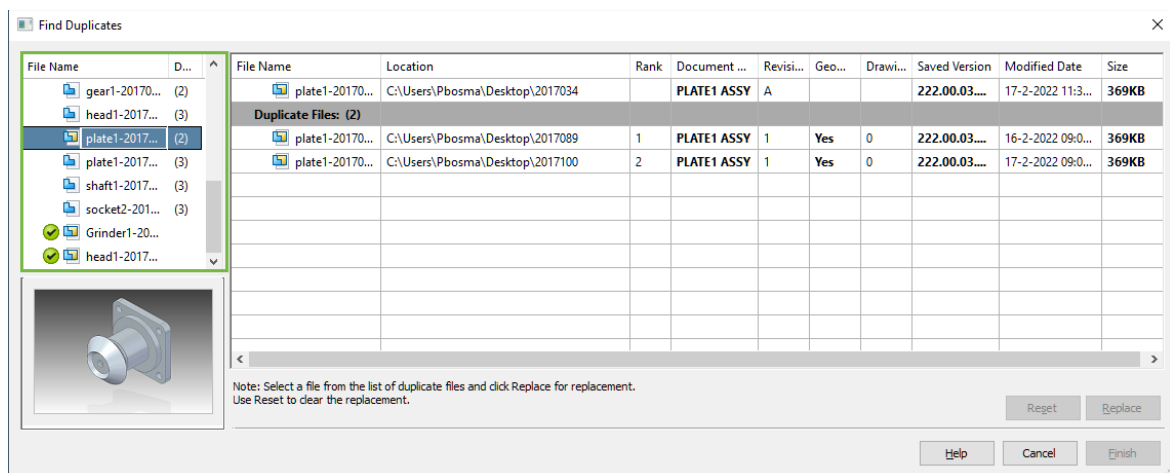 Find Duplicates
File Name D...
gear1-20170... (2)
head1-2017... (3)
plate1-2017... (2)
plate1-2017... (3)
shaft1-2017... (3)
socket2-201... (3)
Grinder1-20...
head1-2017...
File Name Location Rank Document ... Revisi... Geo... Drawi... Saved Version Modified Date Size
plate1-20170... C:\Users\Pbosma\Desktop\2017034 PLATE1 ASSY A 222.00.03.... 17-2-2022 11:3... 369KB
Duplicate Files: (2)
plate1-20170... C:\Users\Pbosma\Desktop\2017089 1 PLATE1 ASSY 1 Yes 0 222.00.03.... 16-2-2022 09:0... 369KB
plate1-20170... C:\Users\Pbosma\Desktop\2017100 2 PLATE1 ASSY 1 Yes 0 222.00.03.... 17-2-2022 09:0... 369KB
Note: Select a file from the list of duplicate files and click Replace for replacement.
Use Reset to clear the replacement.
Reset Replace
Help Cancel Finish